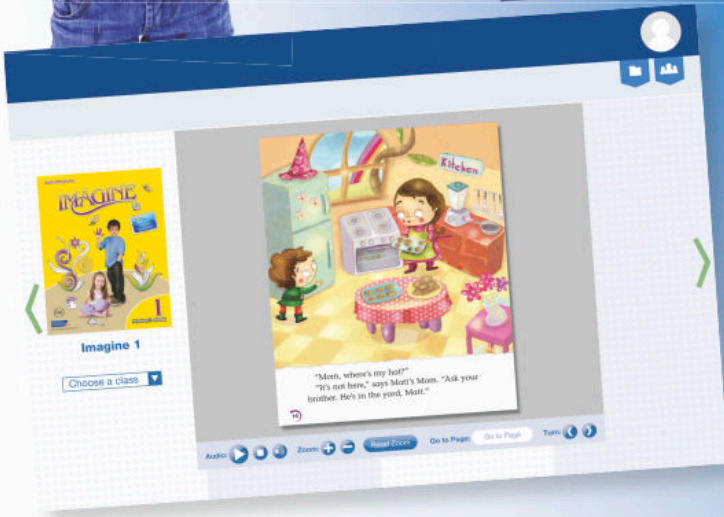 IMAGINE
1
Imagine 1
Choose a class
Kitchen
"Mom, where's my hat?"
"It's not here," says Matt's Mom. "Ask your
brother. He's in the yard, Matt."
Audio: Zoom: Reset Zoom Go to Page: Go to Page Turn: